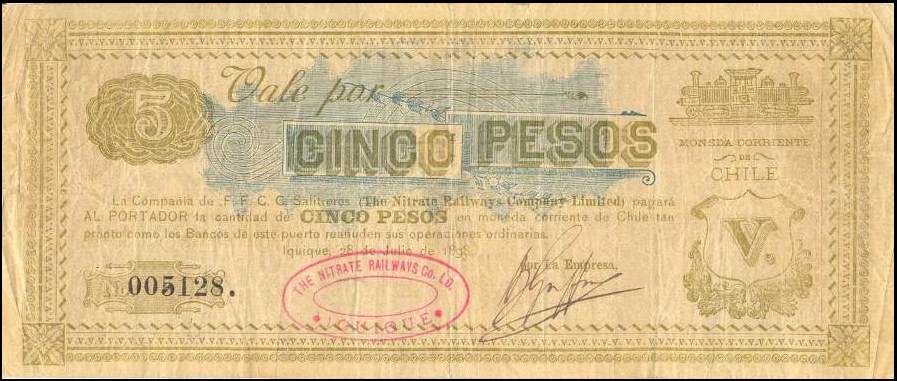 5
Vale por
CINCO PESOS
MONEDA CORRIENTE
DE
CHILE
La Compañia de F. F. C. C. Salitreros (The Nitrate Railways Company Limited) pagará
AL PORTADOR la cantidad de CINCO PESOS en moneda corriente de Chile tan
pronto como los Bancos de este puerto reanuden sus operaciones ordinarias.
Iquique, 28 de Julio de 1898
V.
por La Empresa,
No. 005128.
THE NITRATE RAILWAYS Co. LD.
IQUIQUE